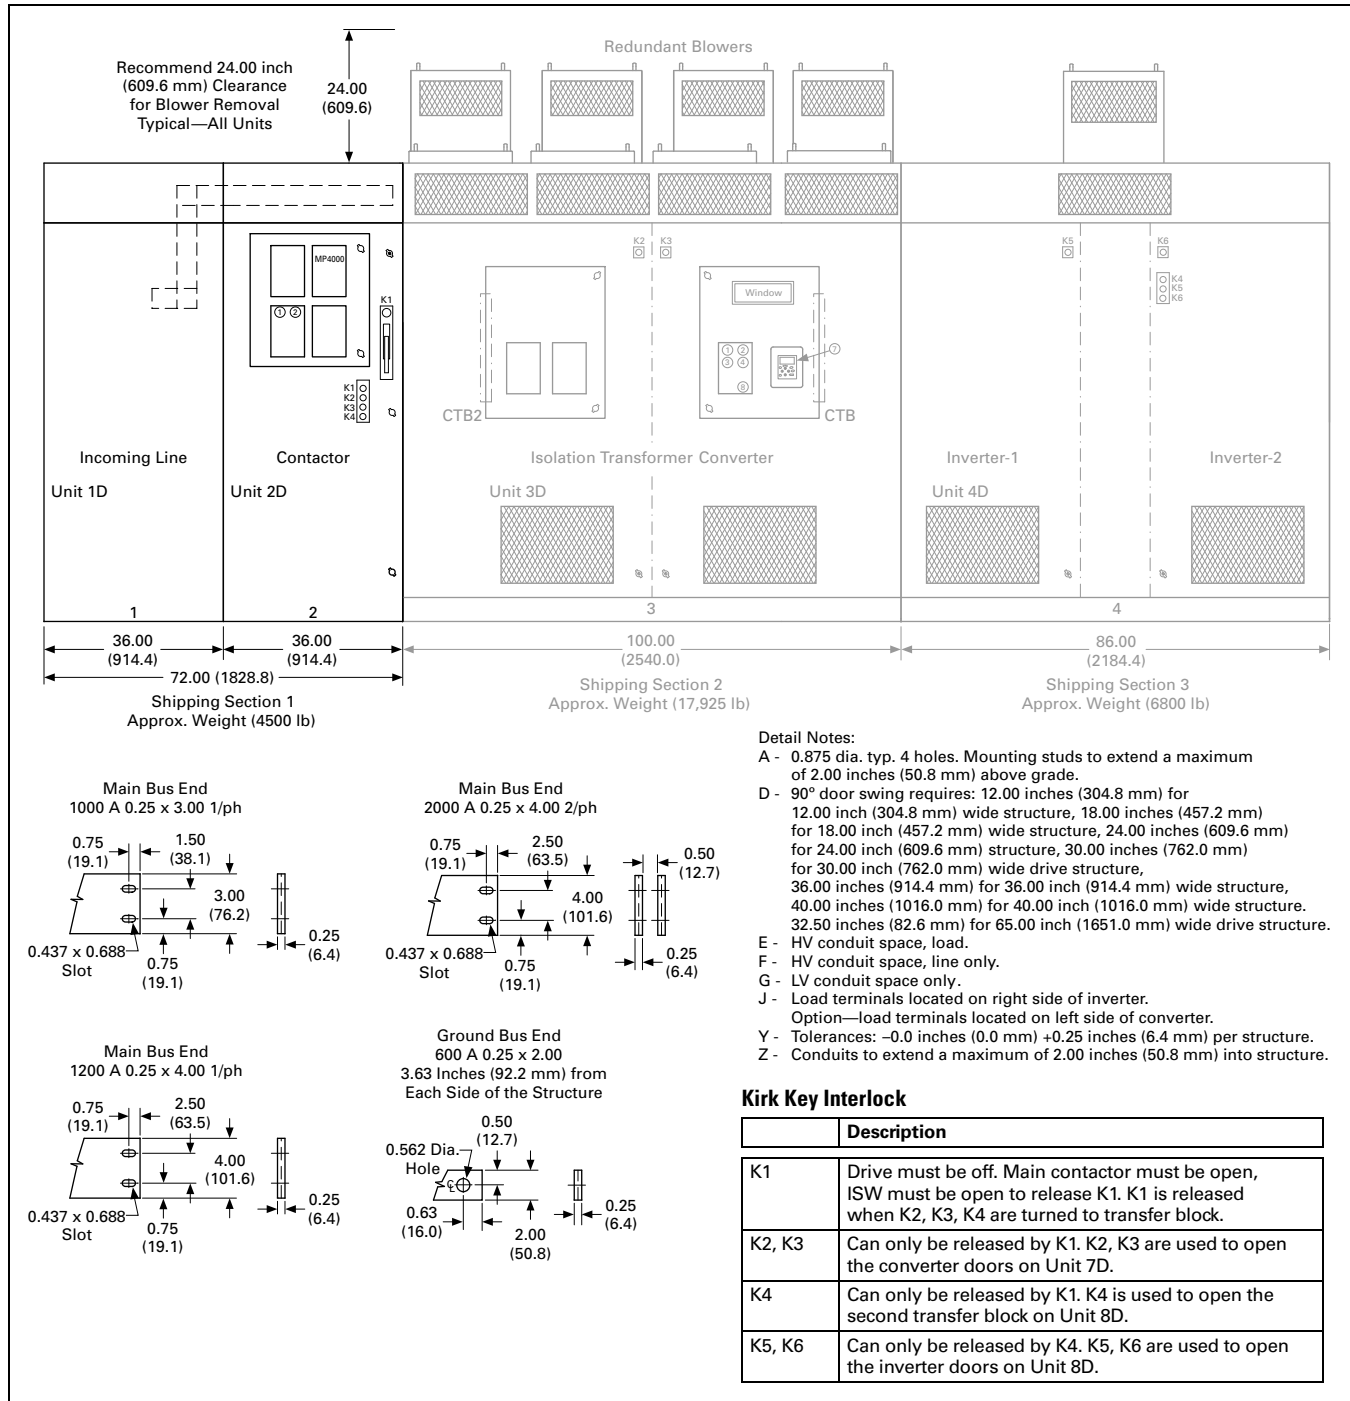 Redundant Blowers
Recommend 24.00 inch
(609.6 mm) Clearance
for Blower Removal
Typical—All Units
24.00
(609.6)
K2 K3
K5
K6
MP4000
K1
1 2
K4
K5
K6
Window
1 2
3 4
7
8
K1
K2
K3
K4
CTB2
CTB
Incoming Line
Contactor
Isolation Transformer Converter
Inverter-1
Inverter-2
Unit 1D
Unit 2D
Unit 3D
Unit 4D
1
2
3
4
36.00
(914.4)
36.00
(914.4)
100.00
(2540.0)
86.00
(2184.4)
72.00 (1828.8)
Shipping Section 1
Approx. Weight (4500 lb)
Shipping Section 2
Approx. Weight (17,925 lb)
Shipping Section 3
Approx. Weight (6800 lb)
Main Bus End
1000 A 0.25 x 3.00 1/ph
0.75
(19.1)
1.50
(38.1)
3.00
(76.2)
0.25
(6.4)
0.437 x 0.688
Slot
0.75
(19.1)
Main Bus End
2000 A 0.25 x 4.00 2/ph
0.75
(19.1)
2.50
(63.5)
0.50
(12.7)
4.00
(101.6)
0.25
(6.4)
0.437 x 0.688
Slot
0.75
(19.1)
Main Bus End
1200 A 0.25 x 4.00 1/ph
0.75
(19.1)
2.50
(63.5)
4.00
(101.6)
0.25
(6.4)
0.437 x 0.688
Slot
0.75
(19.1)
Ground Bus End
600 A 0.25 x 2.00
3.63 Inches (92.2 mm) from
Each Side of the Structure
0.50
(12.7)
0.562 Dia.
Hole
CL
0.63
(16.0)
2.00
(50.8)
0.25
(6.4)
Detail Notes:
A - 0.875 dia. typ. 4 holes. Mounting studs to extend a maximum
of 2.00 inches (50.8 mm) above grade.
D - 90º door swing requires: 12.00 inches (304.8 mm) for
12.00 inch (304.8 mm) wide structure, 18.00 inches (457.2 mm)
for 18.00 inch (457.2 mm) wide structure, 24.00 inches (609.6 mm)
for 24.00 inch (609.6 mm) structure, 30.00 inches (762.0 mm)
for 30.00 inch (762.0 mm) wide drive structure,
36.00 inches (914.4 mm) for 36.00 inch (914.4 mm) wide structure,
40.00 inches (1016.0 mm) for 40.00 inch (1016.0 mm) wide structure.
32.50 inches (82.6 mm) for 65.00 inch (1651.0 mm) wide drive structure.
E - HV conduit space, load.
F - HV conduit space, line only.
G - LV conduit space only.
J - Load terminals located on right side of inverter.
Option—load terminals located on left side of converter.
Y - Tolerances: –0.0 inches (0.0 mm) +0.25 inches (6.4 mm) per structure.
Z - Conduits to extend a maximum of 2.00 inches (50.8 mm) into structure.
Kirk Key Interlock
Description
K1 Drive must be off. Main contactor must be open,
ISW must be open to release K1. K1 is released
when K2, K3, K4 are turned to transfer block.
K2, K3 Can only be released by K1. K2, K3 are used to open
the converter doors on Unit 7D.
K4 Can only be released by K1. K4 is used to open the
second transfer block on Unit 8D.
K5, K6 Can only be released by K4. K5, K6 are used to open
the inverter doors on Unit 8D.